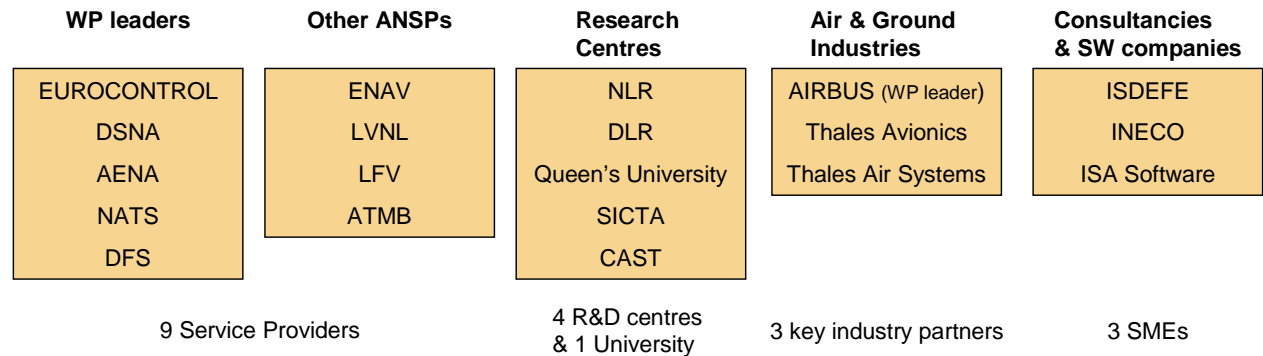 WP leaders
EUROCONTROL
DSNA
AENA
NATS
DFS
Other ANSPs
ENAV
LVNL
LFV
ATMB
9 Service Providers
Research
Centres
NLR
DLR
Queen's University
SICTA
CAST
4 R&D centres
& 1 University
Air & Ground
Industries
AIRBUS (WP leader)
Thales Avionics
Thales Air Systems
3 key industry partners
Consultancies
& SW companies
ISDEFE
INECO
ISA Software
3 SMEs